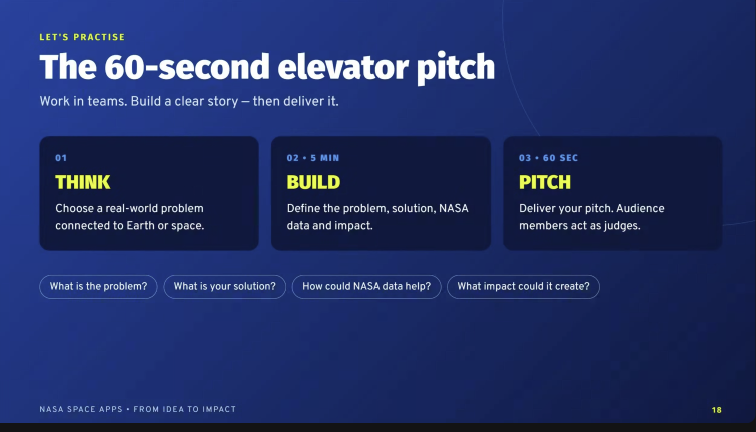 LET'S PRACTISE
The 60-second elevator pitch
Work in teams. Build a clear story — then deliver it.
01
THINK
Choose a real-world problem
connected to Earth or space.
02 • 5 MIN
BUILD
Define the problem, solution, NASA
data and impact.
03 • 60 SEC
PITCH
Deliver your pitch. Audience
members act as judges.
What is the problem?
What is your solution?
How could NASA data help?
What impact could it create?
NASA SPACE APPS • FROM IDEA TO IMPACT
18